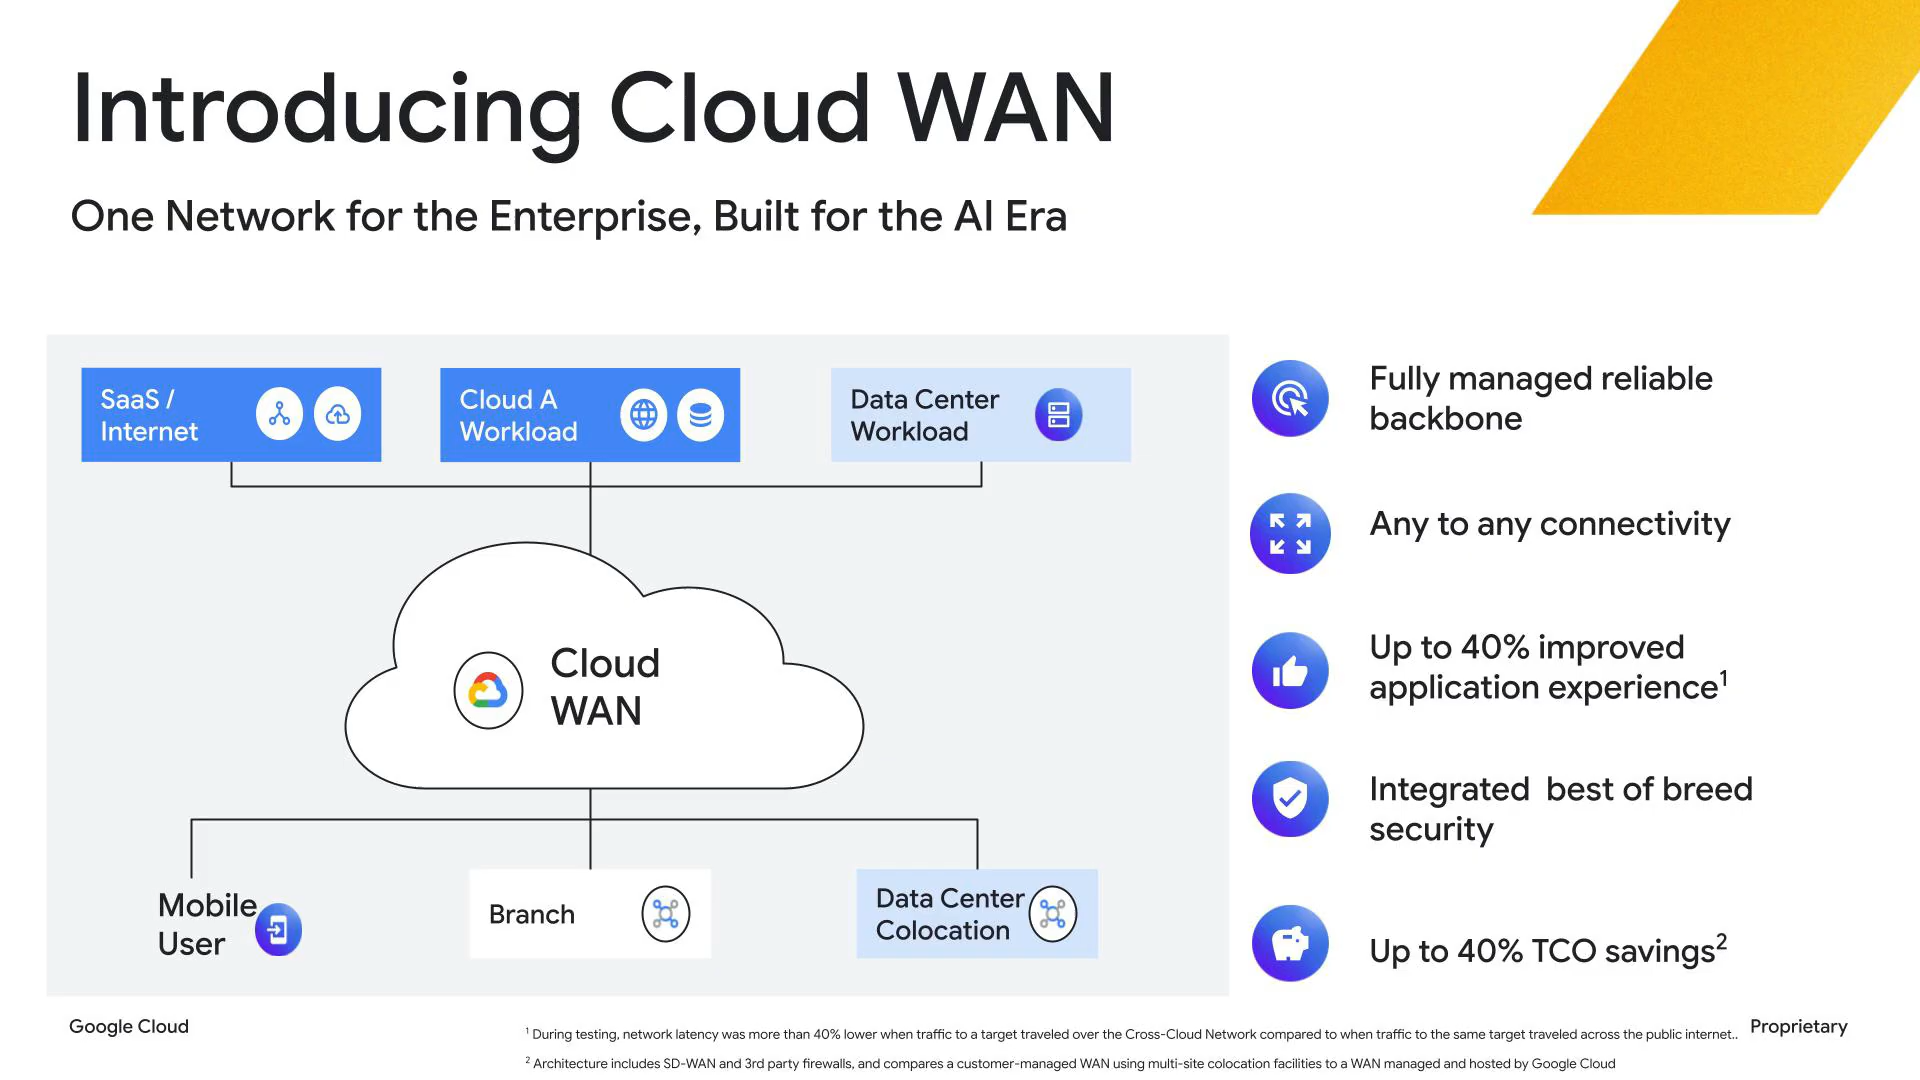 Introducing Cloud WAN
One Network for the Enterprise, Built for the AI Era
SaaS /
Internet
Cloud A
Workload
Data Center
Workload
Cloud
WAN
Mobile
User
Branch
Data Center
Colocation
Fully managed reliable
backbone
Any to any connectivity
Up to 40% improved
application experience¹
Integrated  best of breed
security
Up to 40% TCO savings²
Google Cloud
¹ During testing, network latency was more than 40% lower when traffic to a target traveled over the Cross-Cloud Network compared to when traffic to the same target traveled across the public internet..
² Architecture includes SD-WAN and 3rd party firewalls, and compares a customer-managed WAN using multi-site colocation facilities to a WAN managed and hosted by Google Cloud
Proprietary